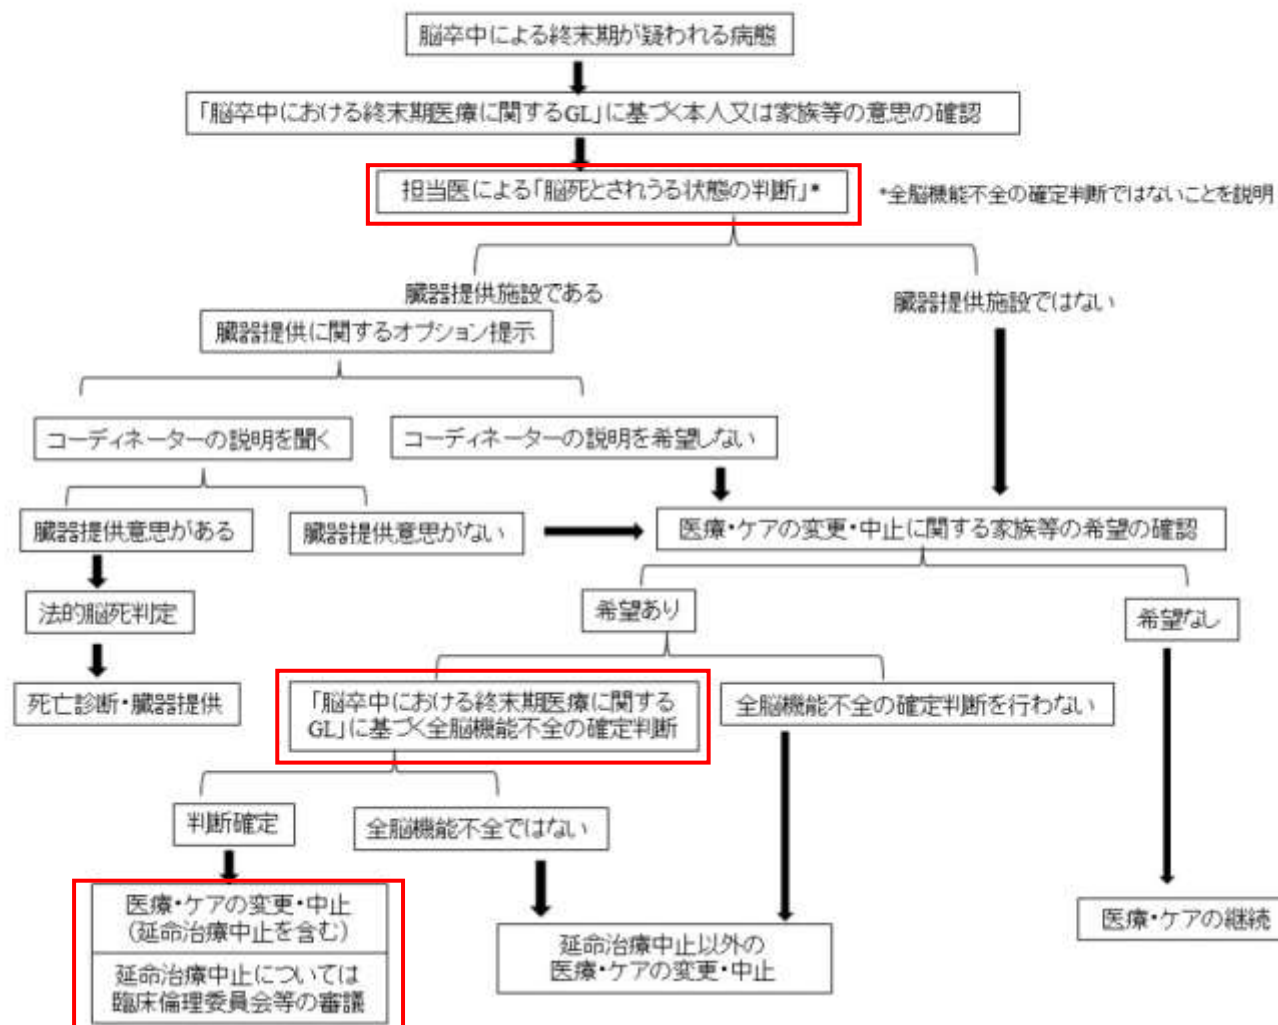 脳卒中による終末期が疑われる病態
「脳卒中における終末期医療に関するGL」に基づく本人又は家族等の意思の確認
担当医による「脳死とされうる状態の判断」*
*全脳機能不全の確定判断ではないことを説明
臓器提供施設である
臓器提供施設ではない
臓器提供に関するオプション提示
コーディネーターの説明を聞く
コーディネーターの説明を希望しない
臓器提供意思がある
臓器提供意思がない
医療・ケアの変更・中止に関する家族等の希望の確認
法的脳死判定
希望あり
希望なし
死亡診断・臓器提供
「脳卒中における終末期医療に関する
GL」に基づく全脳機能不全の確定判断
全脳機能不全の確定判断を行わない
判断確定
全脳機能不全ではない
医療・ケアの変更・中止
(延命治療中止を含む)
延命治療中止については
臨床倫理委員会等の審議
延命治療中止以外の
医療・ケアの変更・中止
医療・ケアの継続